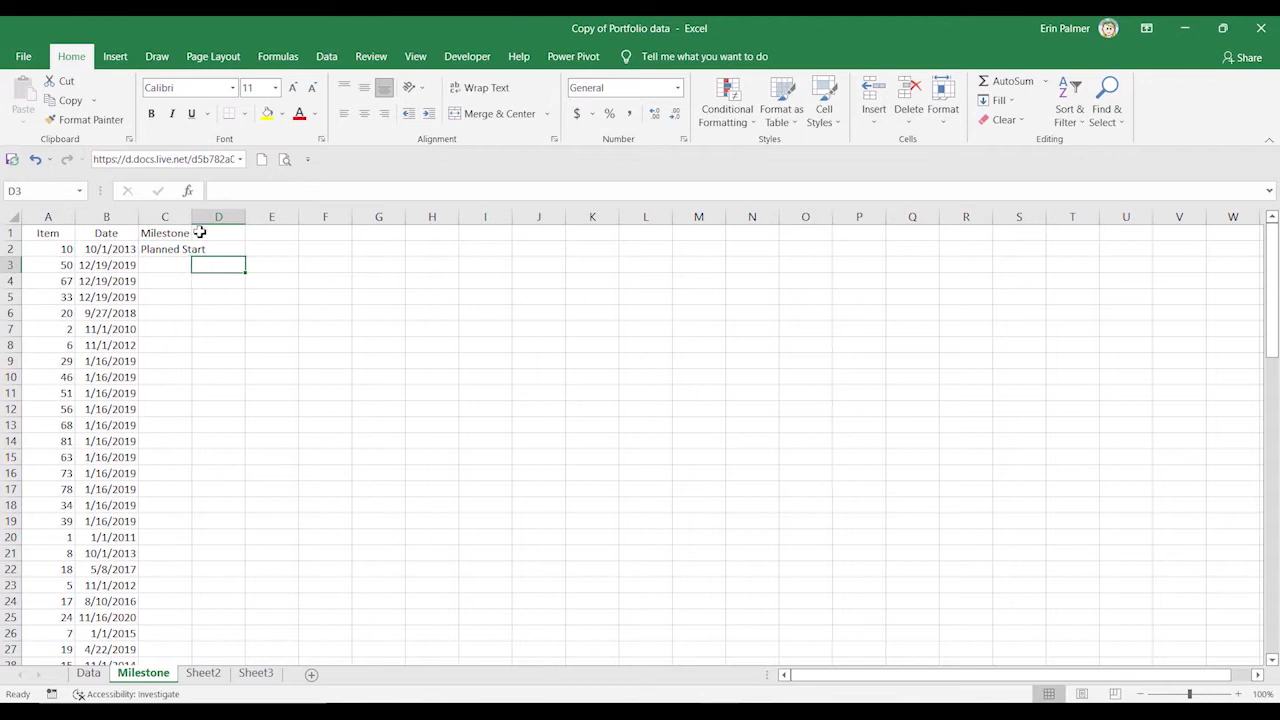 Copy of Portfolio data - Excel
Erin Palmer
File Home Insert Draw Page Layout Formulas Data Review View Developer Help Power Pivot Tell me what you want to do Share
Paste Cut
Copy
Format Painter
Clipboard
Calibri 11
B I U
Font
Wrap Text
Merge & Center
Alignment
General
$ % ,
Number
Conditional Formatting
Format as Table
Cell Styles
Styles
Insert Delete Format
Cells
AutoSum
Fill
Clear
Sort & Filter
Find & Select
Editing
https://d.docs.live.net/d5b782a0
D3
A B C D E F G H I J K L M N O P Q R S T U V W
1 Item Date Milestone
2 10 10/1/2013 Planned Start
3 50 12/19/2019
4 67 12/19/2019
5 33 12/19/2019
6 20 9/27/2018
7 2 11/1/2010
8 6 11/1/2012
9 29 1/16/2019
10 46 1/16/2019
11 51 1/16/2019
12 56 1/16/2019
13 68 1/16/2019
14 81 1/16/2019
15 63 1/16/2019
16 73 1/16/2019
17 78 1/16/2019
18 34 1/16/2019
19 39 1/16/2019
20 1 1/1/2011
21 8 10/1/2013
22 18 5/8/2017
23 5 11/1/2012
24 17 8/10/2016
25 24 11/16/2020
26 7 1/1/2015
27 19 4/22/2019
Data Milestone Sheet2 Sheet3
Ready Accessibility: Investigate 100%